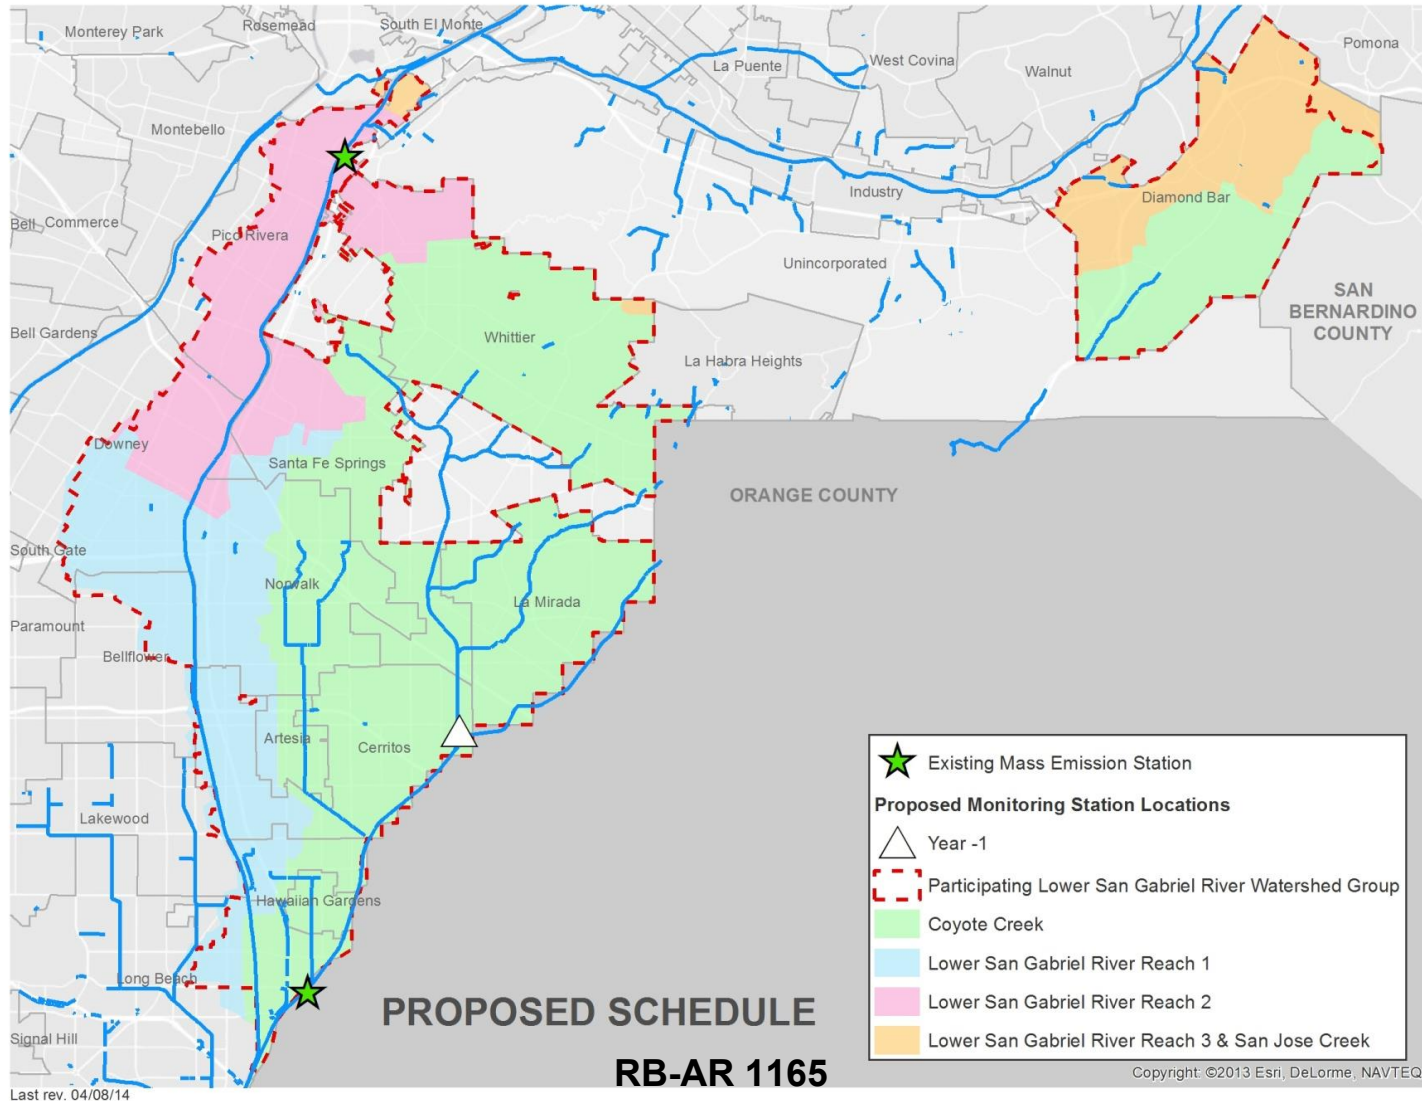 Monterey Park
Rosemead
South El Monte
La Puente
West Covina
Walnut
Pomona
Montebello
Industry
Diamond Bar
Bell
Commerce
Pico Rivera
Unincorporated
SAN
BERNARDINO
COUNTY
Bell Gardens
Whittier
La Habra Heights
Downey
Santa Fe Springs
ORANGE COUNTY
South Gate
Norwalk
La Mirada
Paramount
Bellflower
Artesia
Cerritos
Lakewood
Hawaiian Gardens
Long Beach
Signal Hill
Existing Mass Emission Station
Proposed Monitoring Station Locations
Year -1
Participating Lower San Gabriel River Watershed Group
Coyote Creek
Lower San Gabriel River Reach 1
Lower San Gabriel River Reach 2
Lower San Gabriel River Reach 3 & San Jose Creek
PROPOSED SCHEDULE
RB-AR 1165
Copyright: ©2013 Esri, DeLorme, NAVTEQ
Last rev. 04/08/14